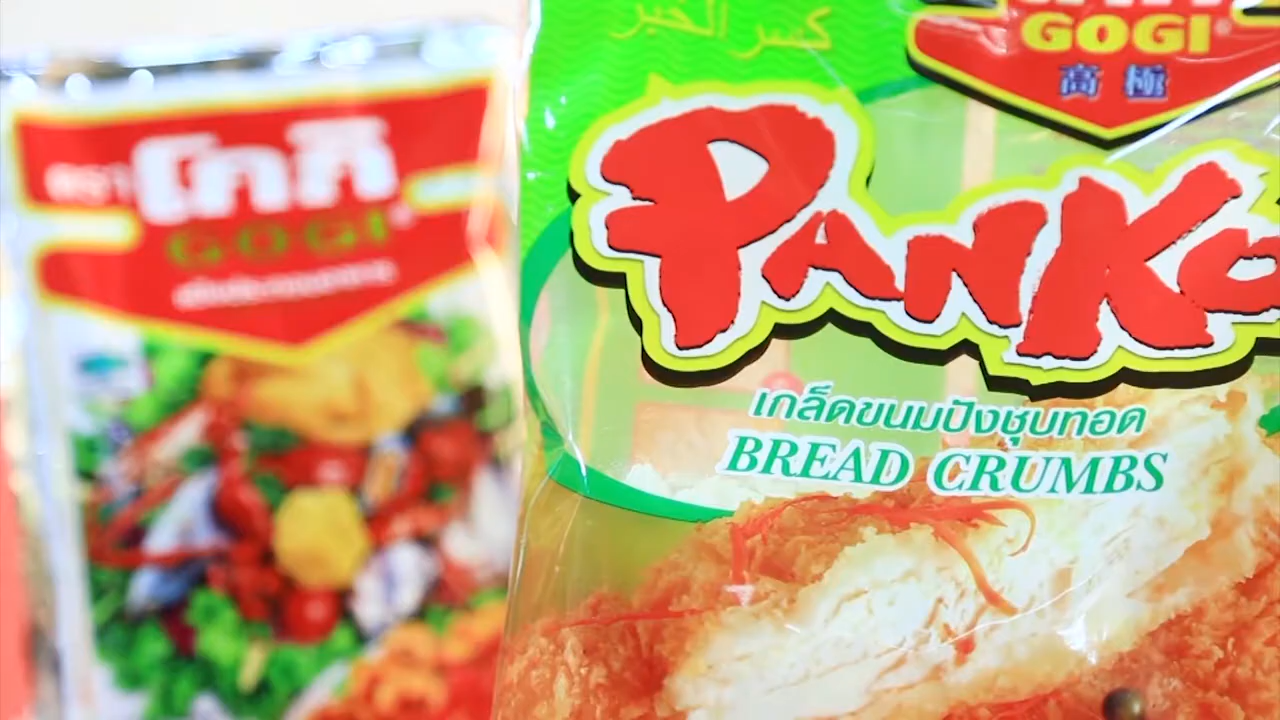 ตรา โกกิ
GOGI
كسر الخبز
GOGI
高極
PANKO
เกล็ดขนมปังชุบทอด
BREAD CRUMBS